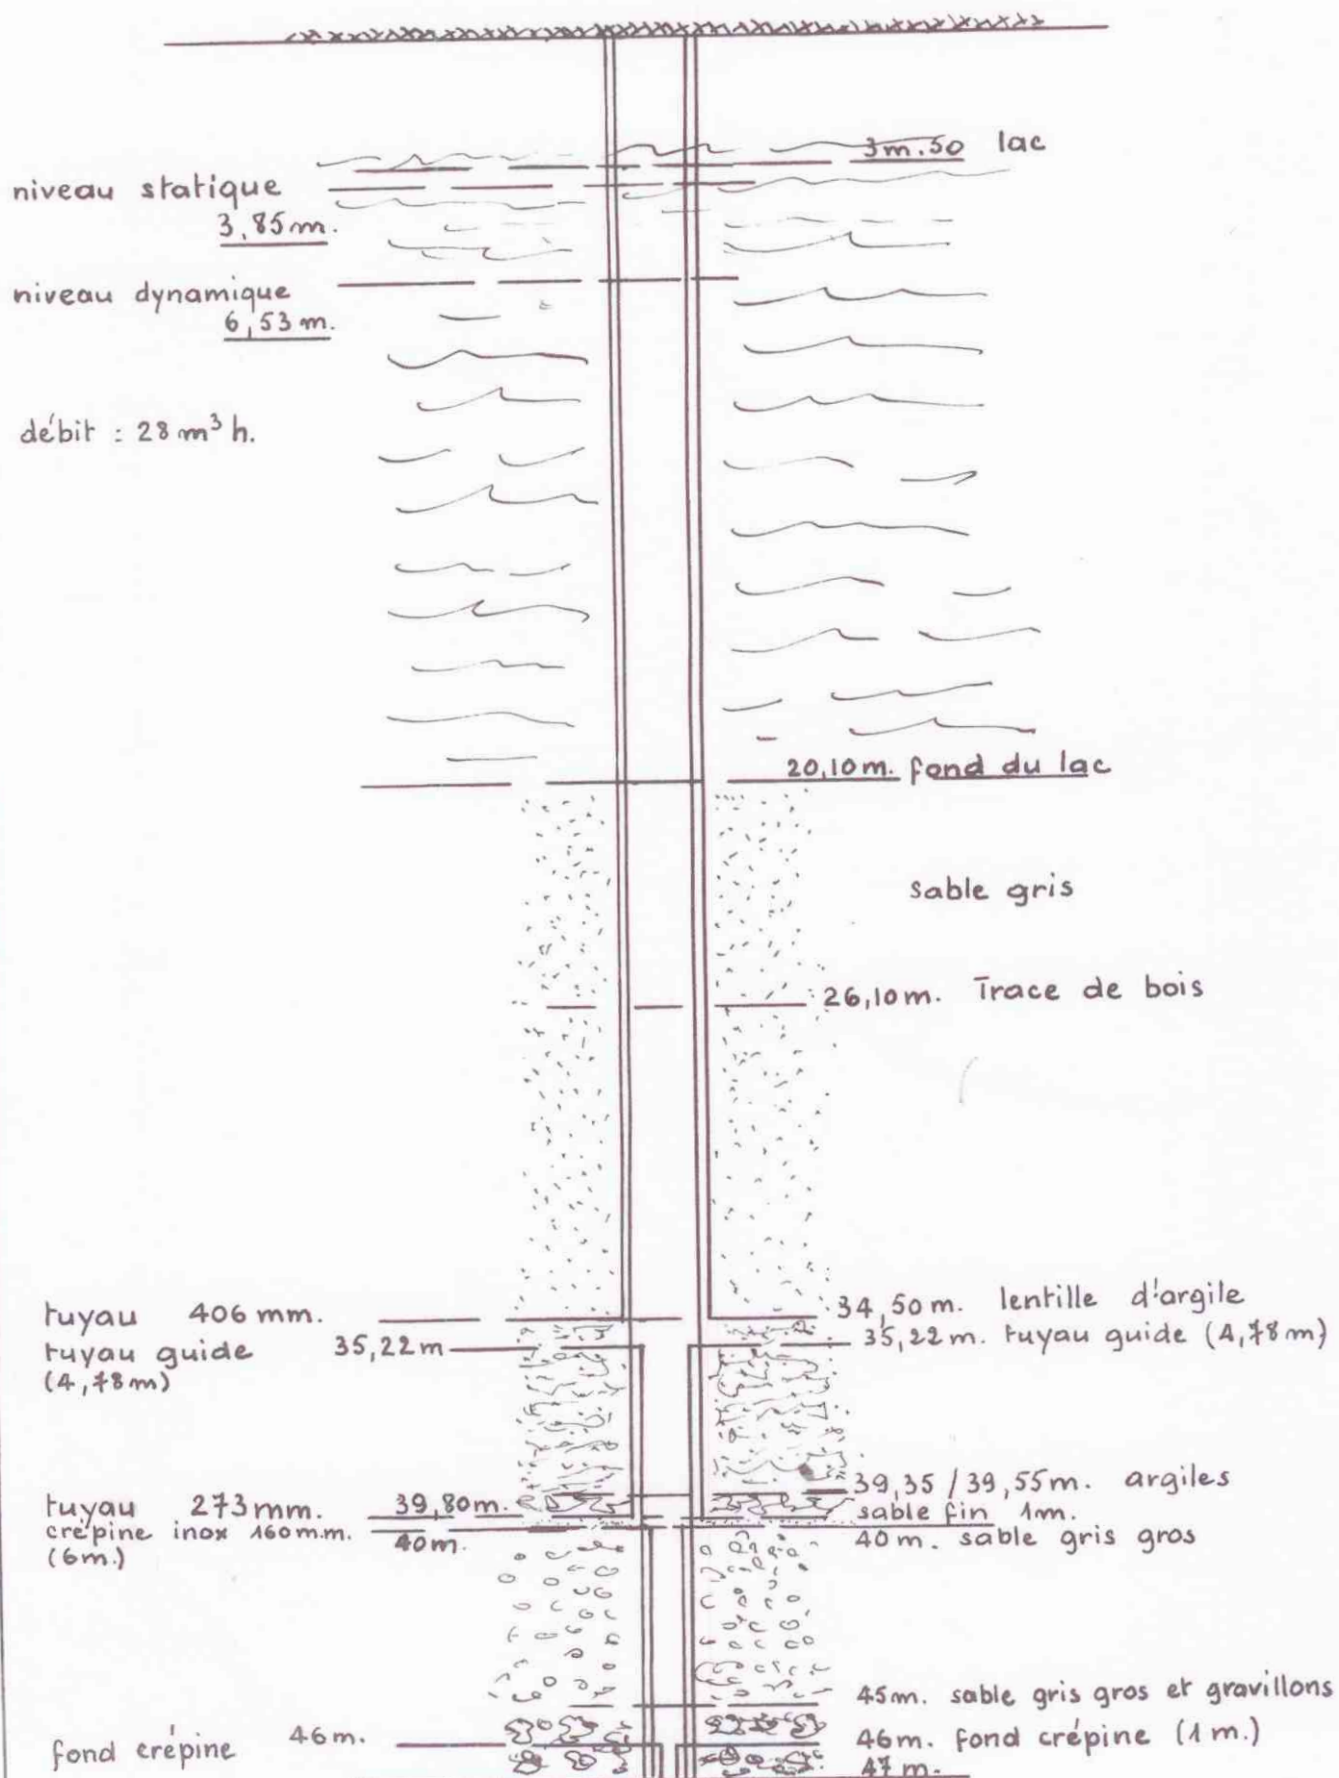 3m.50 lac
niveau statique
3,85 m.
niveau dynamique
6,53 m.
débit : 28 m³ h.
20,10 m. fond du lac
sable gris
26,10 m. Trace de bois
tuyau 406 mm.
34,50 m. lentille d'argile
tuyau guide 35,22 m
(4,78 m)
35,22 m. tuyau guide (4,78 m)
39,35 / 39,55 m. argiles
tuyau 273 mm. 39,80 m.
sable fin 1m.
crépine inox 160 m.m. 40 m.
(6m.)
40 m. sable gris gros
45 m. sable gris gros et gravillons
fond crépine 46 m.
46 m. fond crépine (1 m.)
47 m.